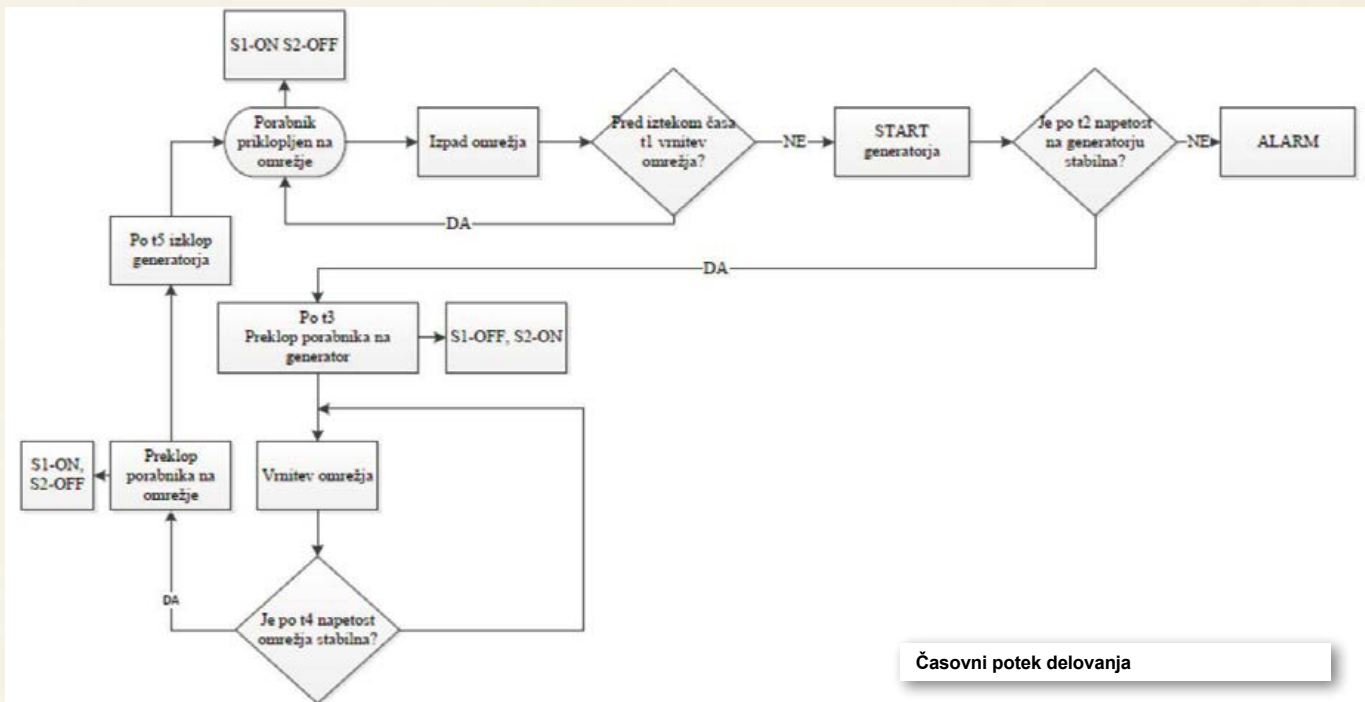 S1-ON S2-OFF
Porabnik
priklopljen na
omrežje
Izpad omrežja
Pred iztekom časa
t1 vrnitev
omrežja?
NE
START
generatorja
Je po t2 napetost
na generatorju
stabilna?
NE
ALARM
DA
Po t5 izklop
generatorja
DA
Po t3
Preklop porabnika na
generator
S1-OFF, S2-ON
S1-ON,
S2-OFF
Preklop
porabnika na
omrežje
Vrnitev omrežja
DA
Je po t4 napetost
omrežja stabilna?
Časovni potek delovanja